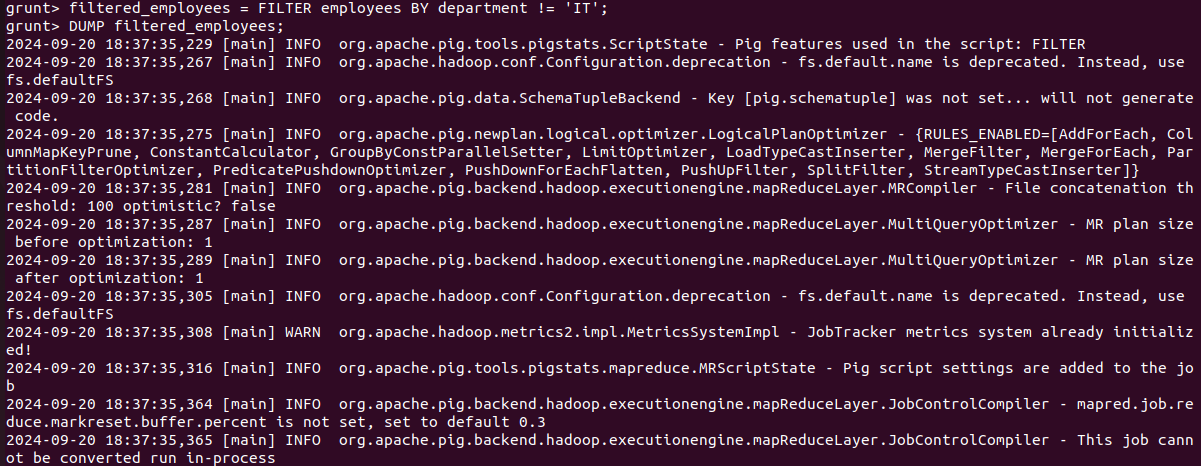 grunt> filtered_employees = FILTER employees BY department != 'IT';
grunt> DUMP filtered_employees;
2024-09-20 18:37:35,229 [main] INFO  org.apache.pig.tools.pigstats.ScriptState - Pig features used in the script: FILTER
2024-09-20 18:37:35,267 [main] INFO  org.apache.hadoop.conf.Configuration.deprecation - fs.default.name is deprecated. Instead, use
fs.defaultFS
2024-09-20 18:37:35,268 [main] INFO  org.apache.pig.data.SchemaTupleBackend - Key [pig.schematuple] was not set... will not generate
 code.
2024-09-20 18:37:35,275 [main] INFO  org.apache.pig.newplan.logical.optimizer.LogicalPlanOptimizer - {RULES_ENABLED=[AddForEach, Col
umnMapKeyPrune, ConstantCalculator, GroupByConstParallelSetter, LimitOptimizer, LoadTypeCastInserter, MergeFilter, MergeForEach, Par
titionFilterOptimizer, PredicatePushdownOptimizer, PushDownForEachFlatten, PushUpFilter, SplitFilter, StreamTypeCastInserter]}
2024-09-20 18:37:35,281 [main] INFO  org.apache.pig.backend.hadoop.executionengine.mapReduceLayer.MRCompiler - File concatenation th
reshold: 100 optimistic? false
2024-09-20 18:37:35,287 [main] INFO  org.apache.pig.backend.hadoop.executionengine.mapReduceLayer.MultiQueryOptimizer - MR plan size
 before optimization: 1
2024-09-20 18:37:35,289 [main] INFO  org.apache.pig.backend.hadoop.executionengine.mapReduceLayer.MultiQueryOptimizer - MR plan size
 after optimization: 1
2024-09-20 18:37:35,305 [main] INFO  org.apache.hadoop.conf.Configuration.deprecation - fs.default.name is deprecated. Instead, use
fs.defaultFS
2024-09-20 18:37:35,308 [main] WARN  org.apache.hadoop.metrics2.impl.MetricsSystemImpl - JobTracker metrics system already initializ
ed!
2024-09-20 18:37:35,316 [main] INFO  org.apache.pig.tools.pigstats.mapreduce.MRScriptState - Pig script settings are added to the jo
b
2024-09-20 18:37:35,364 [main] INFO  org.apache.pig.backend.hadoop.executionengine.mapReduceLayer.JobControlCompiler - mapred.job.re
duce.markreset.buffer.percent is not set, set to default 0.3
2024-09-20 18:37:35,365 [main] INFO  org.apache.pig.backend.hadoop.executionengine.mapReduceLayer.JobControlCompiler - This job cann
ot be converted run in-process